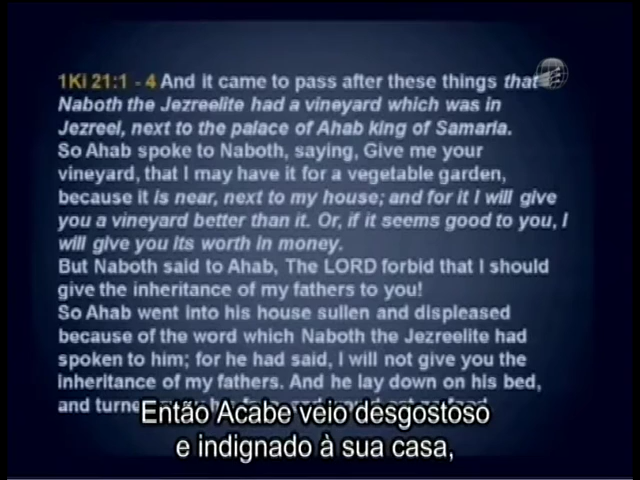 1Ki 21:1 - 4 And it came to pass after these things that
Naboth the Jezreelite had a vineyard which was in
Jezreel, next to the palace of Ahab king of Samaria.
So Ahab spoke to Naboth, saying, Give me your
vineyard, that I may have it for a vegetable garden,
because it is near, next to my house; and for it I will give
you a vineyard better than it. Or, if it seems good to you, I
will give you its worth in money.
But Naboth said to Ahab, The LORD forbid that I should
give the inheritance of my fathers to you!
So Ahab went into his house sullen and displeased
because of the word which Naboth the Jezreelite had
spoken to him; for he had said, I will not give you the
inheritance of my fathers. And he lay down on his bed,
and turned
Então Acabe veio desgostoso
e indignado à sua casa,